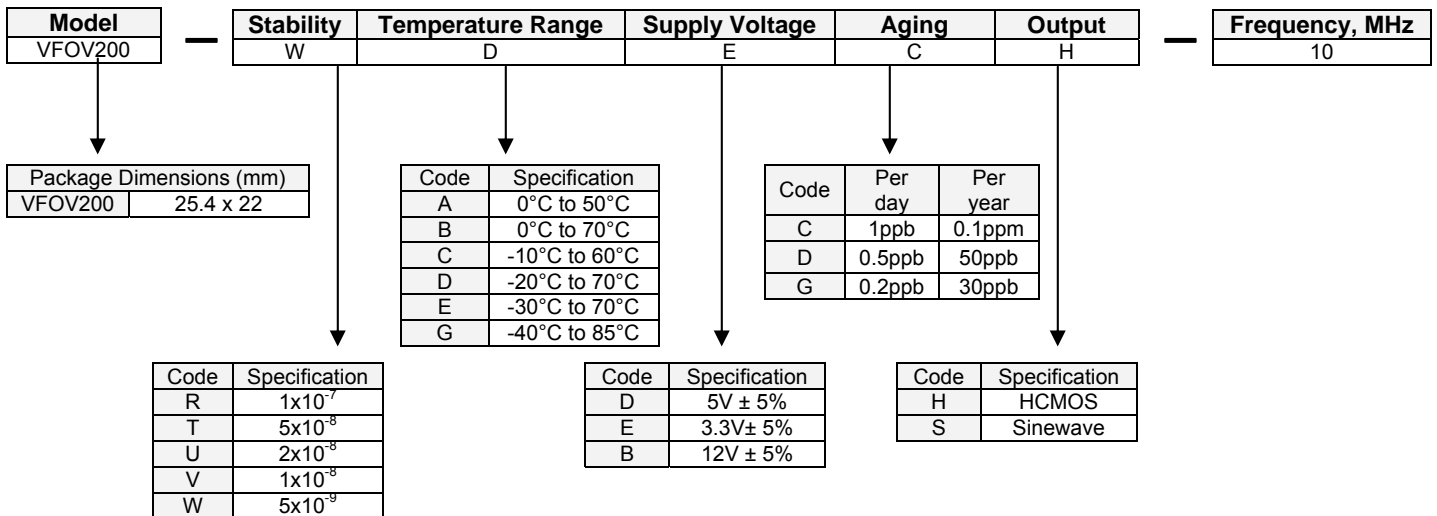 Model
VFOV200
—
Stability Temperature Range Supply Voltage Aging Output
W D E C H
—
Frequency, MHz
10
Package Dimensions (mm)
VFOV200 25.4 x 22
Code Specification
A 0°C to 50°C
B 0°C to 70°C
C -10°C to 60°C
D -20°C to 70°C
E -30°C to 70°C
G -40°C to 85°C
Code Per day Per year
C 1ppb 0.1ppm
D 0.5ppb 50ppb
G 0.2ppb 30ppb
Code Specification
R 1x10⁻⁷
T 5x10⁻⁸
U 2x10⁻⁸
V 1x10⁻⁸
W 5x10⁻⁹
Code Specification
D 5V ± 5%
E 3.3V± 5%
B 12V ± 5%
Code Specification
H HCMOS
S Sinewave